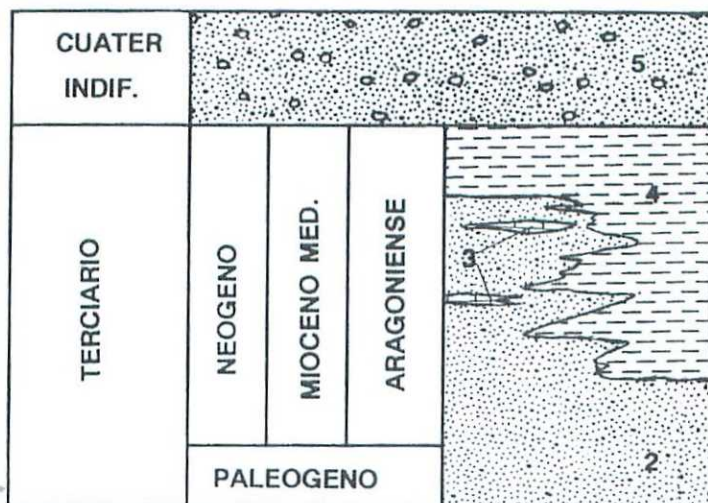 CUATER
INDIF.
5
TERCIARIO
NEOGENO
MIOCENO MED.
ARAGONIENSE
4
3
2
PALEOGENO